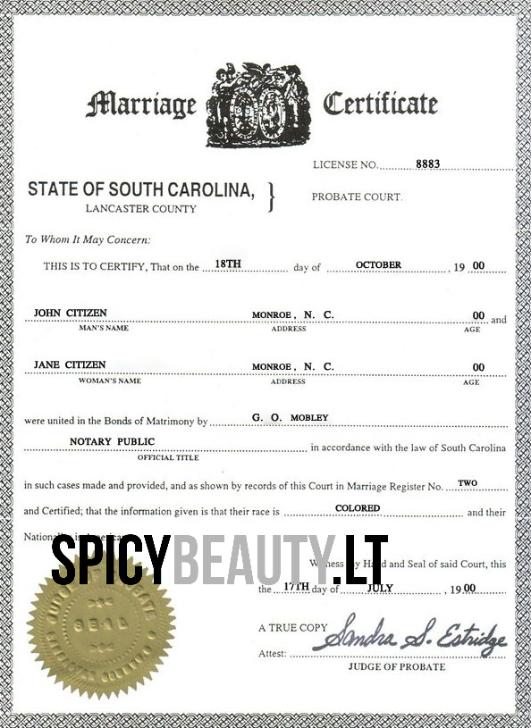 Marriage Certificate
LICENSE NO. 8883
STATE OF SOUTH CAROLINA, } PROBATE COURT.
LANCASTER COUNTY
To Whom It May Concern:
THIS IS TO CERTIFY, That on the 18TH day of OCTOBER, 19 00
JOHN CITIZEN MONROE, N. C. 00 and
MAN'S NAME ADDRESS AGE
JANE CITIZEN MONROE, N. C. 00
WOMAN'S NAME ADDRESS AGE
were united in the Bonds of Matrimony by G. O. MOBLEY
NOTARY PUBLIC in accordance with the law of South Carolina
OFFICIAL TITLE
in such cases made and provided, and as shown by records of this Court in Marriage Register No. TWO
and Certified; that the information given is that their race is COLORED and their
SPICYBEAUTY.LT
Witness my Hand and Seal of said Court, this
the 17TH day of JULY, 19 00
A TRUE COPY Sandra S. Estridge
Attest:
JUDGE OF PROBATE
SEAL